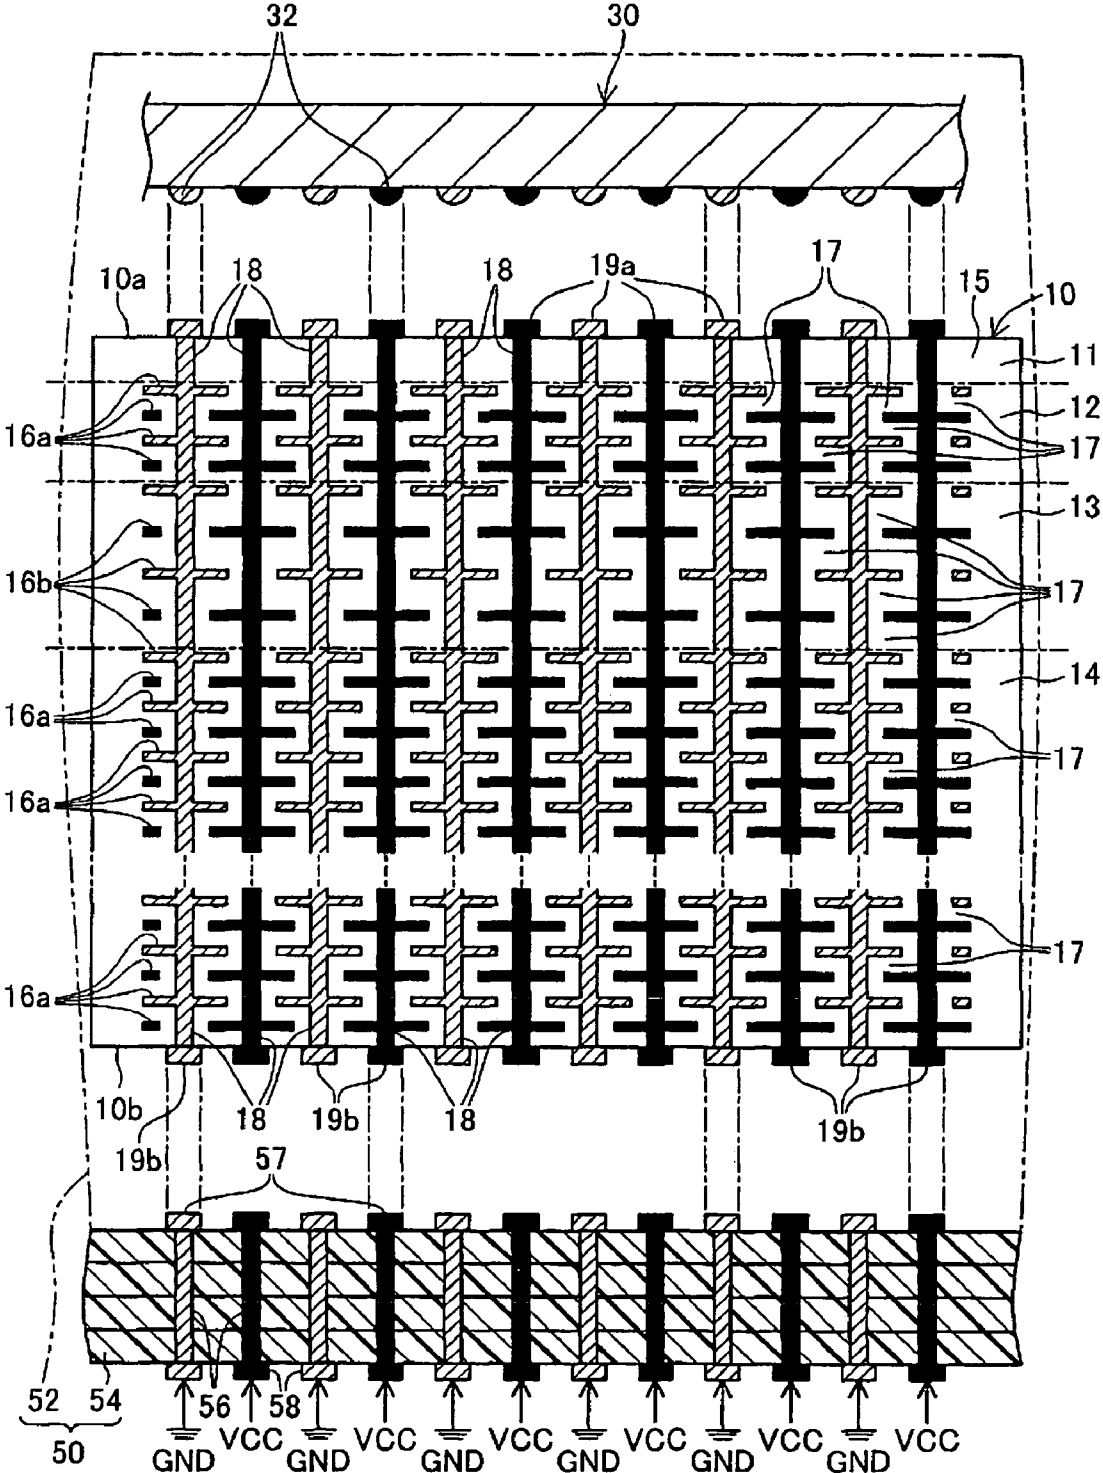 32 30
10a 18 18 19a 17 15 10
11
12
16a 17
13
16b 17
14
16a
17
16a
17
16a
10b 18 19b 18 19b
19b 57
52 54 56 58
50
GND VCC GND VCC GND VCC GND VCC GND VCC GND VCC